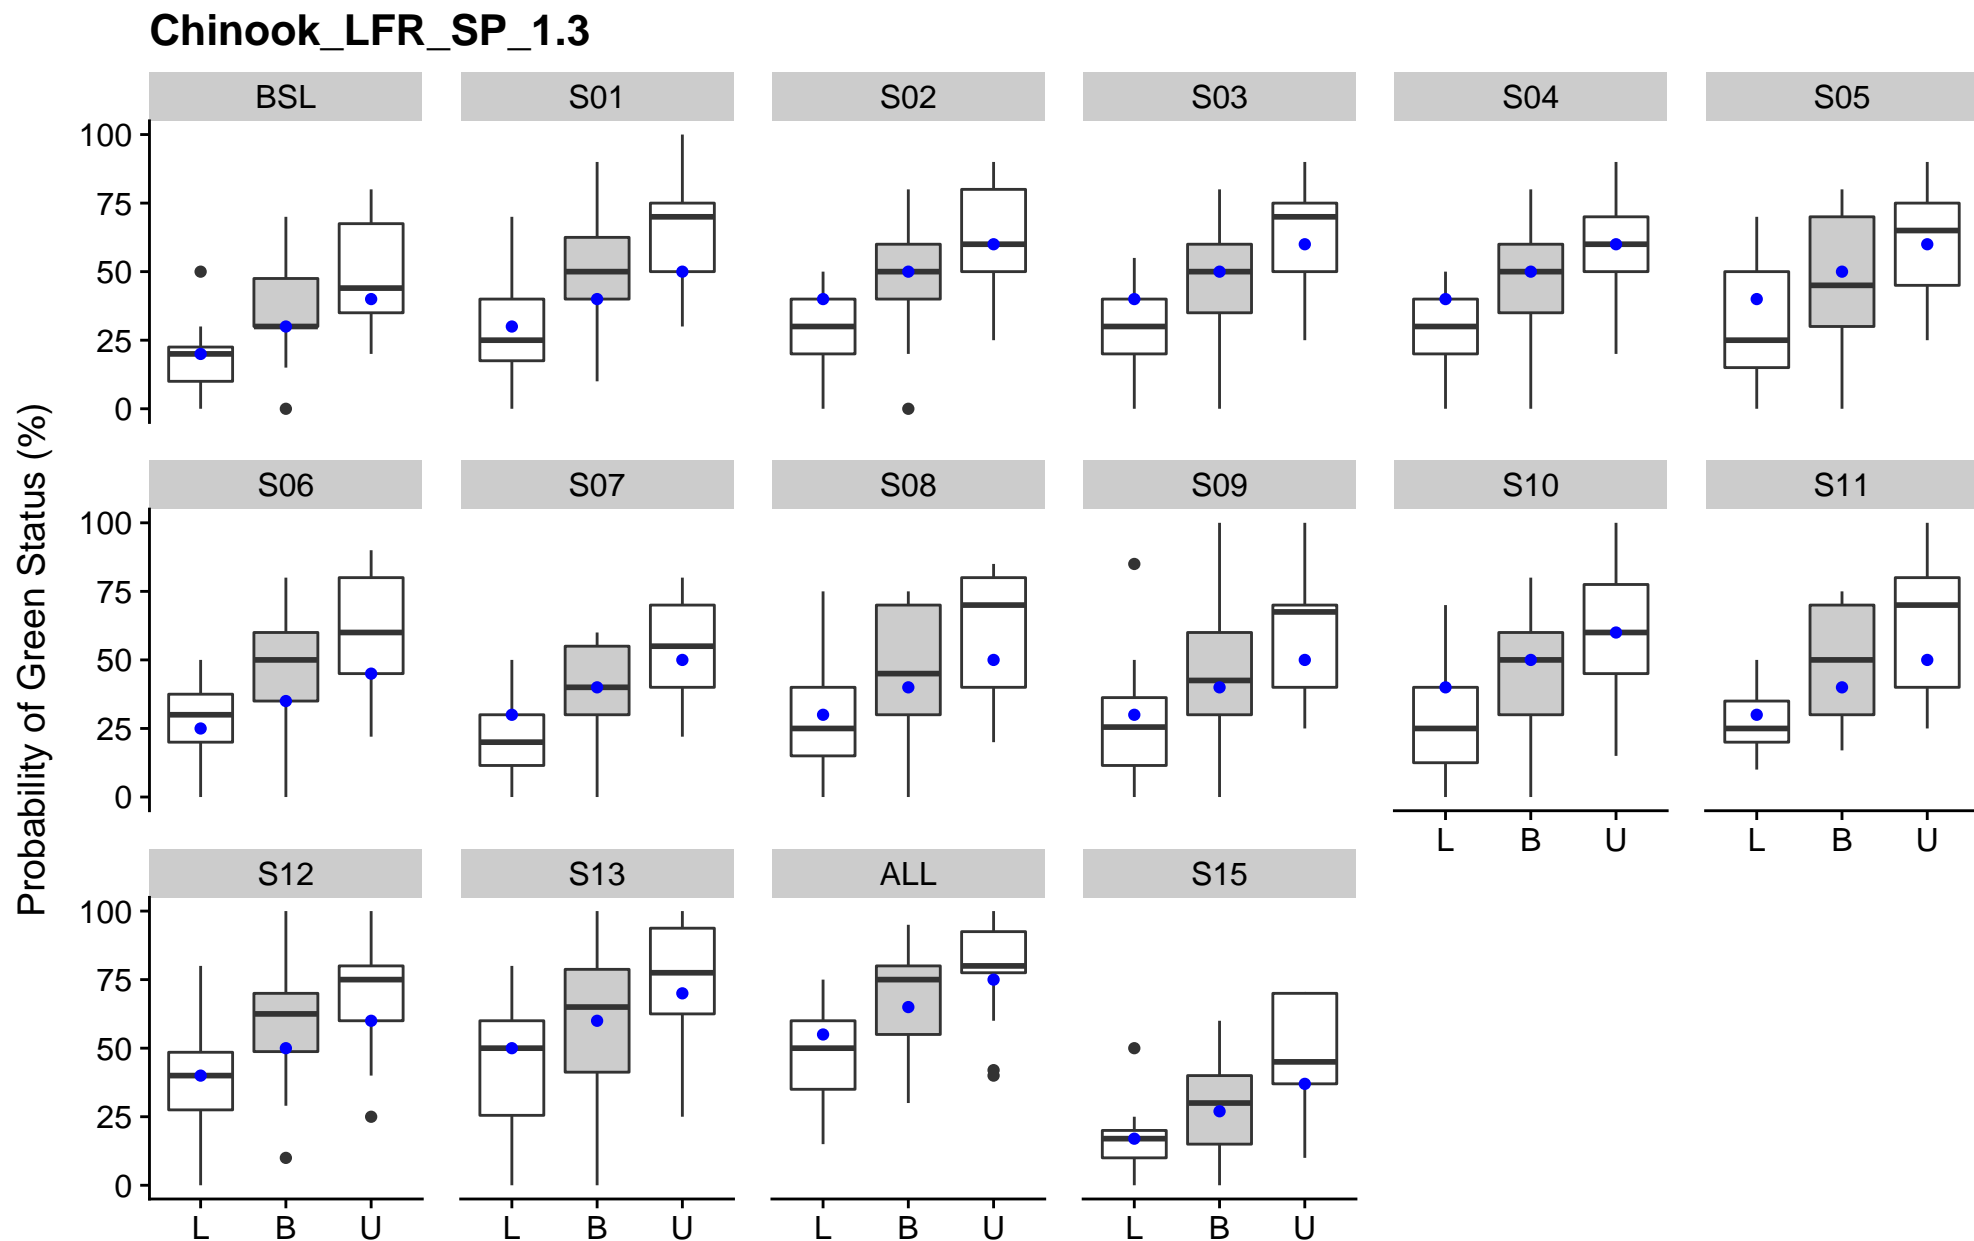 Chinook_LFR_SP_1.3
BSL S01 S02 S03 S04 S05
100
75
50
25
0
Probability of Green Status (%)
S06 S07 S08 S09 S10 S11
100
75
50
25
0
L B U L B U
S12 S13 ALL S15
100
75
50
25
0
L B U L B U L B U L B U